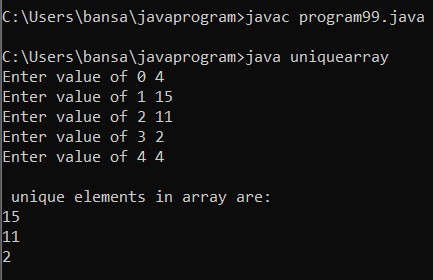 C:\Users\bansa\javaprogram>javac program99.java
C:\Users\bansa\javaprogram>java uniquearray
Enter value of 0 4
Enter value of 1 15
Enter value of 2 11
Enter value of 3 2
Enter value of 4 4
unique elements in array are:
15
11
2